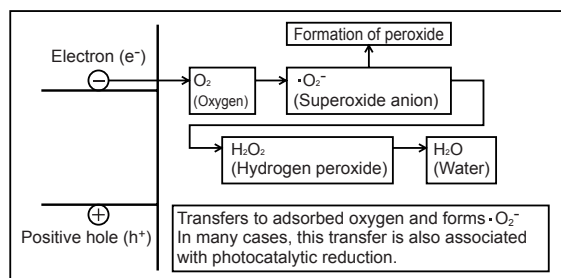 Formation of peroxide
Electron (e⁻)
−
O₂
(Oxygen)
·O₂⁻
(Superoxide anion)
H₂O₂
(Hydrogen peroxide)
H₂O
(Water)
+
Positive hole (h⁺)
Transfers to adsorbed oxygen and forms·O₂⁻
In many cases, this transfer is also associated
with photocatalytic reduction.